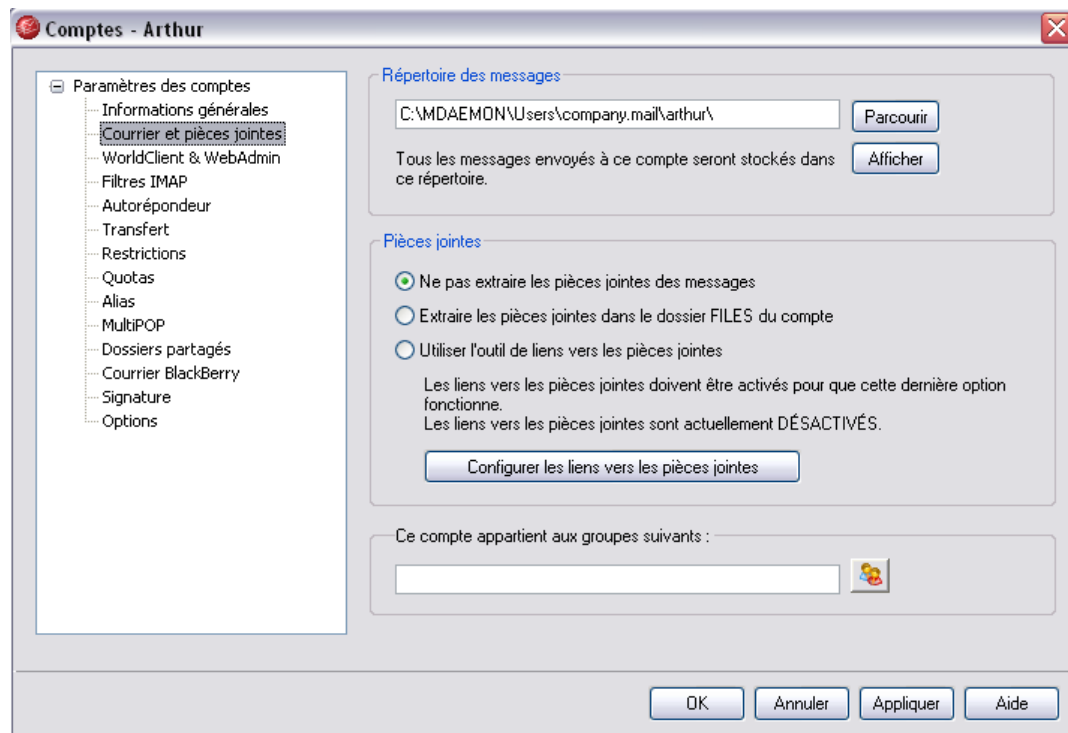 Comptes - Arthur
Paramètres des comptes
Informations générales
Courrier et pièces jointes
WorldClient & WebAdmin
Filtres IMAP
Autorépondeur
Transfert
Restrictions
Quotas
Alias
MultiPOP
Dossiers partagés
Courrier BlackBerry
Signature
Options
Répertoire des messages
C:\MDAEMON\Users\company.mail\arthur\
Parcourir
Tous les messages envoyés à ce compte seront stockés dans
ce répertoire.
Afficher
Pièces jointes
Ne pas extraire les pièces jointes des messages
Extraire les pièces jointes dans le dossier FILES du compte
Utiliser l'outil de liens vers les pièces jointes
Les liens vers les pièces jointes doivent être activés pour que cette dernière option
fonctionne.
Les liens vers les pièces jointes sont actuellement DÉSACTIVÉS.
Configurer les liens vers les pièces jointes
Ce compte appartient aux groupes suivants :
OK
Annuler
Appliquer
Aide